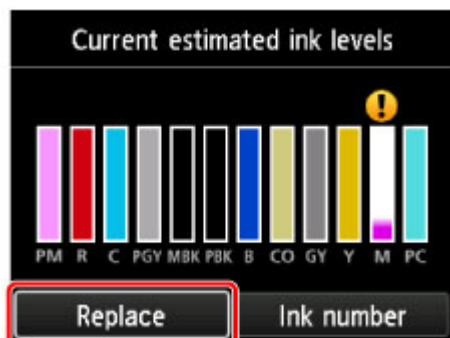 Current estimated ink levels
!
PM R C PGY MBK PBK B CO GY Y M PC
Replace Ink number